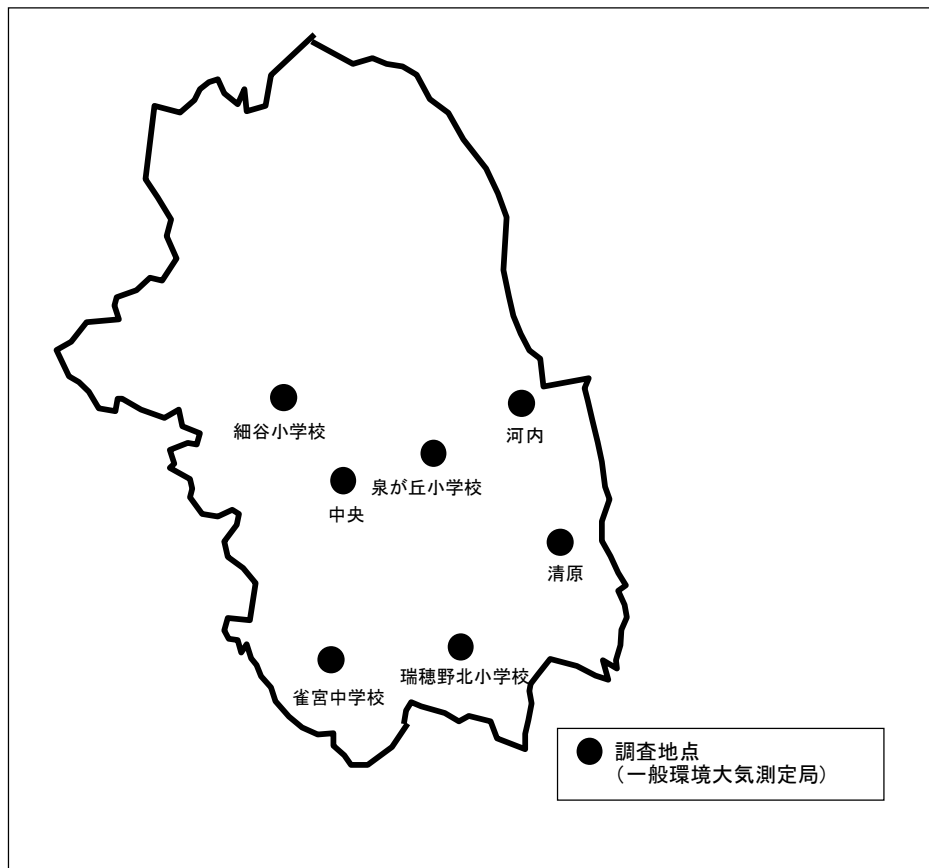 細谷小学校
河内
泉が丘小学校
中央
清原
瑞穂野北小学校
雀宮中学校
調査地点
(一般環境大気測定局)